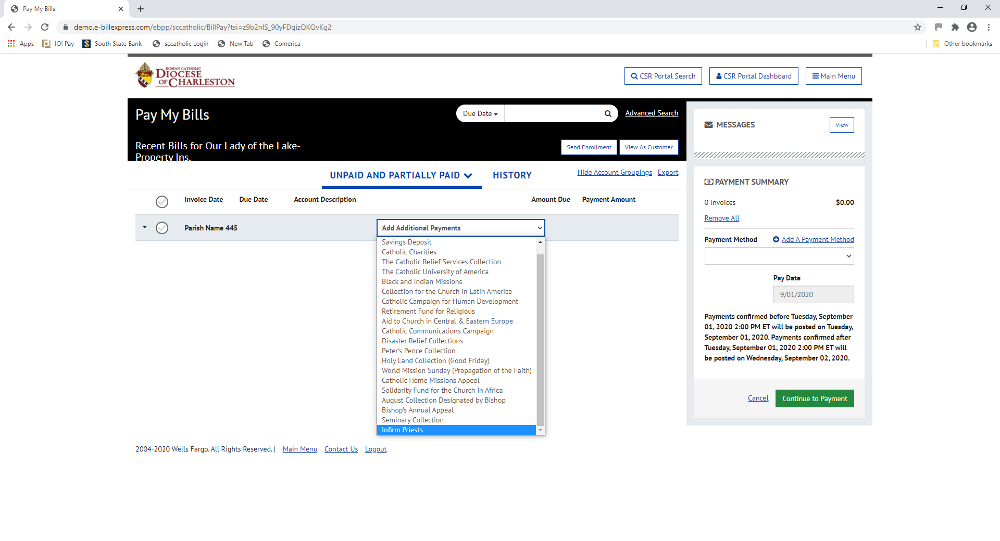 Pay My Bills
demo.e-billexpress.com/ebpp/sccatholic/BillPay?tsi=z9b2nIS_90yFDqizQKQvKg2
Apps IOI Pay South State Bank sccatholic Login New Tab Comerica Other bookmarks
ROMAN CATHOLIC
DIOCESE
OF CHARLESTON
CSR Portal Search CSR Portal Dashboard Main Menu
Pay My Bills
Due Date
Advanced Search
Recent Bills for Our Lady of the Lake-
Property Ins.
Send Enrollment View As Customer
UNPAID AND PARTIALLY PAID HISTORY
Hide Account Groupings Export
Invoice Date Due Date Account Description Amount Due Payment Amount
Parish Name 445
Add Additional Payments
Savings Deposit
Catholic Charities
The Catholic Relief Services Collection
The Catholic University of America
Black and Indian Missions
Collection for the Church in Latin America
Catholic Campaign for Human Development
Retirement Fund for Religious
Aid to Church in Central & Eastern Europe
Catholic Communications Campaign
Disaster Relief Collections
Peter's Pence Collection
Holy Land Collection (Good Friday)
World Mission Sunday (Propagation of the Faith)
Catholic Home Missions Appeal
Solidarity Fund for the Church in Africa
August Collection Designated by Bishop
Bishop's Annual Appeal
Seminary Collection
Infirm Priests
MESSAGES
View
PAYMENT SUMMARY
0 Invoices $0.00
Remove All
Payment Method Add A Payment Method
Pay Date
9/01/2020
Payments confirmed before Tuesday, September
01, 2020 2:00 PM ET will be posted on Tuesday,
September 01, 2020. Payments confirmed after
Tuesday, September 01, 2020 2:00 PM ET will
be posted on Wednesday, September 02, 2020.
Cancel Continue to Payment
2004-2020 Wells Fargo. All Rights Reserved. | Main Menu Contact Us Logout